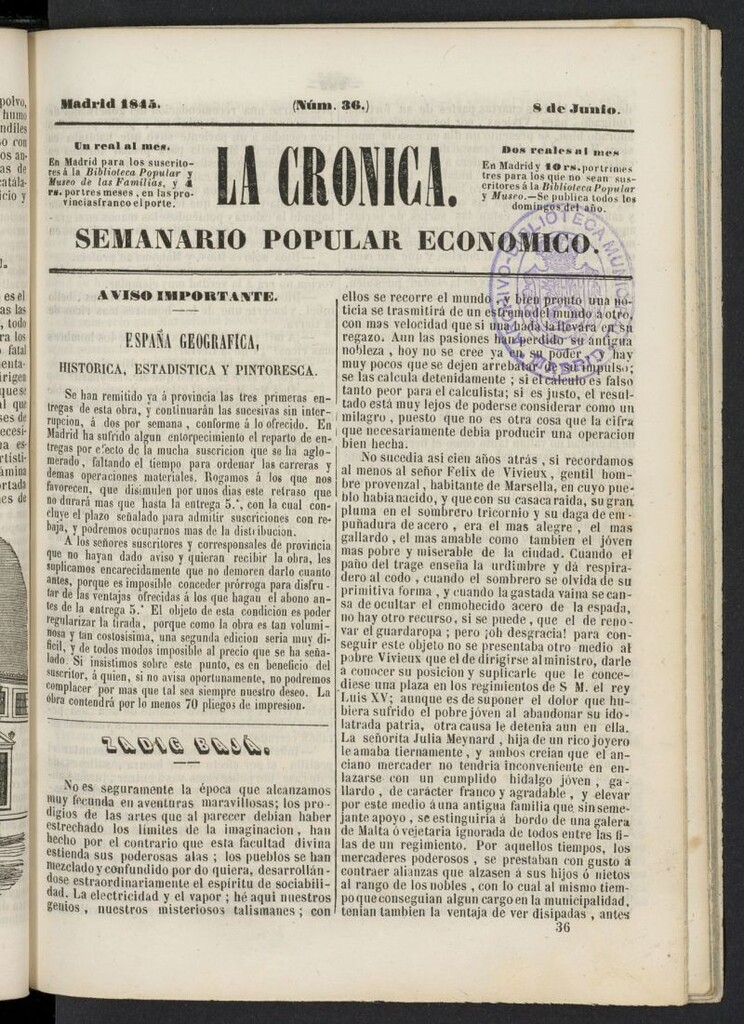 Madrid 1845. (Núm. 36.) 8 de Junio.
Un real al mes.
En Madrid para los suscrito-
res á la Biblioteca Popular y
Museo de las Familias, y 4
rs. por tres meses, en las pro-
vincias franco el porte.
LA CRONICA.
Dos reales al mes
En Madrid y 10 rs. por trimes
tres para los que no sean sus-
critores á la Biblioteca Popular
y Museo.—Se publica todos los
domingos del año.
SEMANARIO POPULAR ECONOMICO.
AVISO IMPORTANTE.
ESPAÑA GEOGRAFICA,
HISTORICA, ESTADISTICA Y PINTORESCA.
Se han remitido ya á provincia las tres primeras en-
tregas de esta obra, y continuarán las sucesivas sin inter-
rupcion, á dos por semana, conforme á lo ofrecido. En
Madrid ha sufrido algun entorpecimiento el reparto de en-
tregas por efecto de la mucha suscricion que se ha aglo-
merado, faltando el tiempo para ordenar las carreras y
demas operaciones materiales. Rogamos á los que nos
favorecen, que disimulen por unos dias este retraso que
no durará mas que hasta la entrega 5.ª, con la cual con-
cluye el plazo señalado para admitir suscriciones con re-
baja, y podremos ocuparnos mas de la distribucion.
A los señores suscritores y corresponsales de provincia
que no hayan dado aviso y quieran recibir la obra, les
suplicamos encarecidamente que no demoren darlo cuanto
antes, porque es imposible conceder prórroga para disfru-
tar de las ventajas ofrecidas á los que hagan el abono an-
tes de la entrega 5.ª El objeto de esta condicion es poder
regularizar la tirada, porque como la obra es tan volumi-
nosa y tan costosísima, una segunda edicion seria muy di-
ficil, y de todos modos imposible al precio que se ha seña-
lado. Si insistimos sobre este punto, es en beneficio del
suscritor, á quien, si no avisa oportunamente, no podremos
complacer por mas que tal sea siempre nuestro deseo. La
obra contendrá por lo menos 70 pliegos de impresion.
ZADIG BAJÁ.
No es seguramente la época que alcanzamos
muy fecunda en aventuras maravillosas; los pro-
digios de las artes que al parecer debian haber
estrechado los límites de la imaginacion, han
hecho por el contrario que esta facultad divina
estienda sus poderosas alas; los pueblos se han
mezclado y confundido por do quiera, desarrollán-
dose estraordinariamente el espíritu de sociabili-
dad. La electricidad y el vapor; hé aqui nuestros
genios, nuestros misteriosos talismanes; con
ellos se recorre el mundo, y bien pronto una no-
ticia se trasmitirá de un estremo del mundo á otro,
con mas velocidad que si una hada la llevára en su
regazo. Aun las pasiones han perdido su antigua
nobleza, hoy no se cree ya en su poder, y hay
muy pocos que se dejen arrebatar de su impulso;
se las calcula detenidamente; si el cálculo es falso
tanto peor para el calculista; si es justo, el resul-
tado está muy lejos de poderse considerar como un
milagro, puesto que no es otra cosa que la cifra
que necesariamente debia producir una operacion
bien hecha.
No sucedia asi cien años atrás, si recordamos
al menos al señor Felix de Vivieux, gentil hom-
bre provenzal, habitante de Marsella, en cuyo pue-
blo habia nacido, y que con su casaca raida, su gran
pluma en el sombrero tricornio y su daga de em-
puñadura de acero, era el mas alegre, el mas
gallardo, el mas amable como tambien el jóven
mas pobre y miserable de la ciudad. Cuando el
paño del trage enseña la urdimbre y dá respira-
dero al codo, cuando el sombrero se olvida de su
primitiva forma, y cuando la gastada vaina se can-
sa de ocultar el enmohecido acero de la espada,
no hay otro recurso, si se puede, que el de reno-
var el guardaropa; pero ¡oh desgracia! para con-
seguir este objeto no se presentaba otro medio al
pobre Vivieux que el de dirigirse al ministro, darle
á conocer su posicion y suplicarle que le conce-
diese una plaza en los regimientos de S M. el rey
Luis XV; aunque es de suponer el dolor que hu-
biera sufrido el pobre jóven al abandonar su ido-
latrada patria, otra causa le detenia aun en ella.
La señorita Julia Meynard, hija de un rico joyero
le amaba tiernamente, y ambos creian que el an-
ciano mercader no tendria inconveniente en en-
lazarse con un cumplido hidalgo jóven, ga-
llardo, de carácter franco y agradable, y elevar
por este medio á una antigua familia que sin seme-
jante apoyo, se estinguiria á bordo de una galera
de Malta ó vejetaria ignorada de todos entre las fi-
las de un regimiento. Por aquellos tiempos, los
mercaderes poderosos, se prestaban con gusto á
contraer alianzas que alzasen á sus hijos ó nietos
al rango de los nobles, con lo cual al mismo tiem-
po que conseguian algun cargo en la municipalidad,
tenian tambien la ventaja de ver disipadas, antes
36